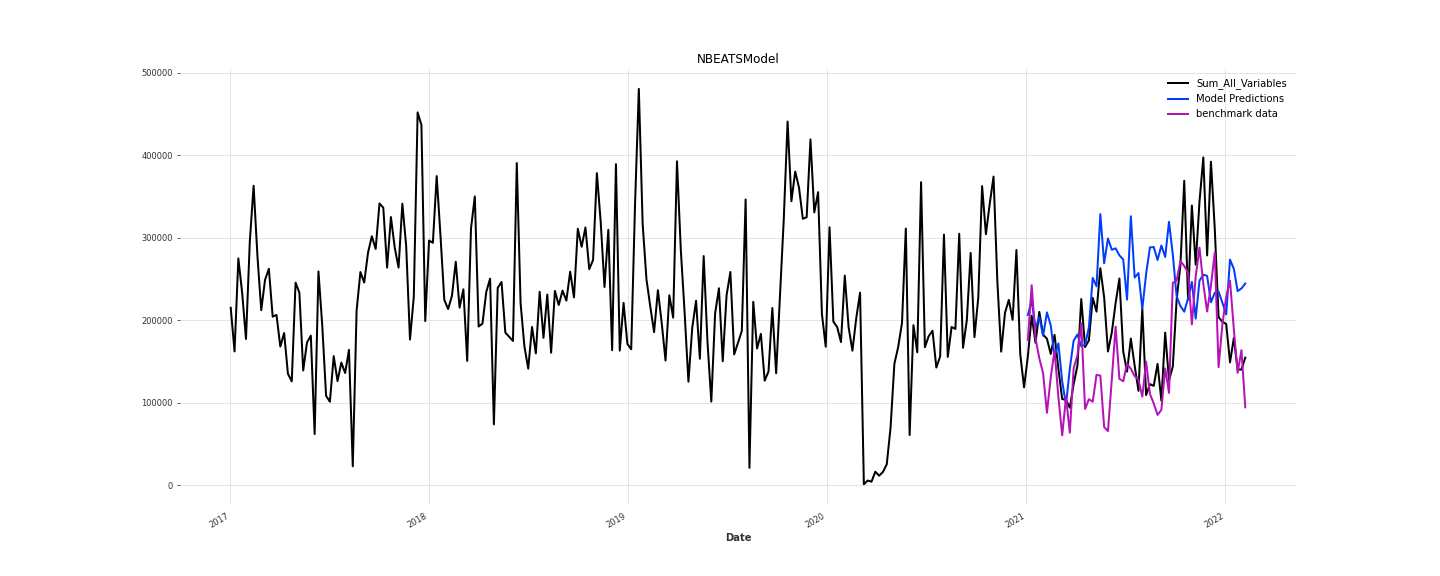 NBEATSModel
500000
400000
300000
200000
100000
0
Sum_All_Variables
Model Predictions
benchmark data
2017
2018
2019
2020
2021
2022
Date